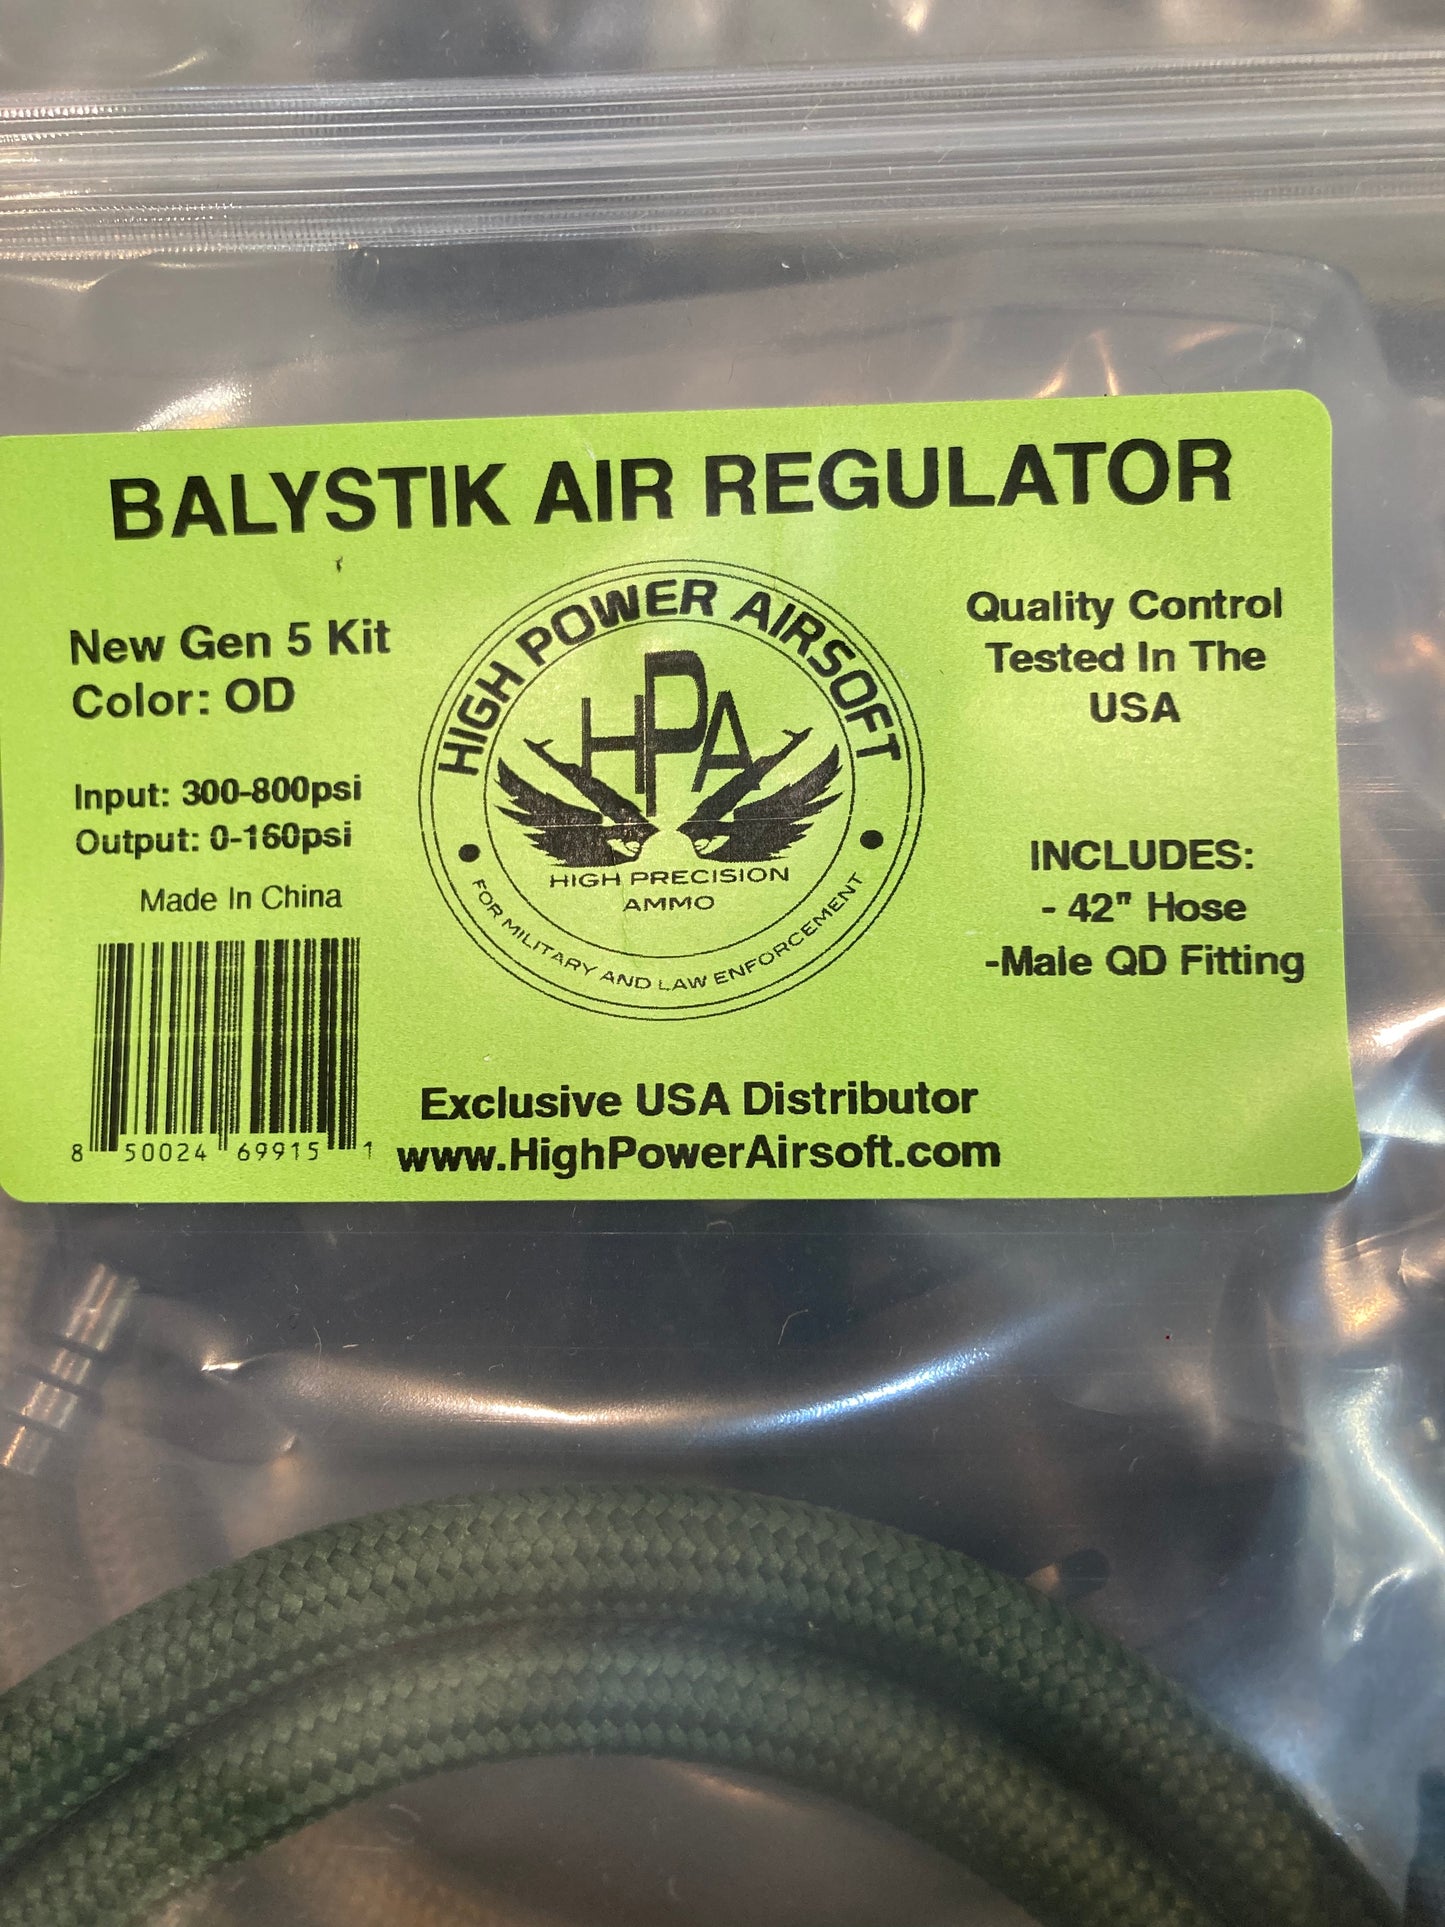 BALYSTIK AIR REGULATOR
New Gen 5 Kit
Color: OD
Input: 300-800psi
Output: 0-160psi
Made In China
8 50024 69915 1
HIGH POWER AIRSOFT
HPA
HIGH PRECISION
AMMO
FOR MILITARY AND LAW ENFORCEMENT
Quality Control
Tested In The
USA
INCLUDES:
- 42" Hose
-Male QD Fitting
Exclusive USA Distributor
www.HighPowerAirsoft.com